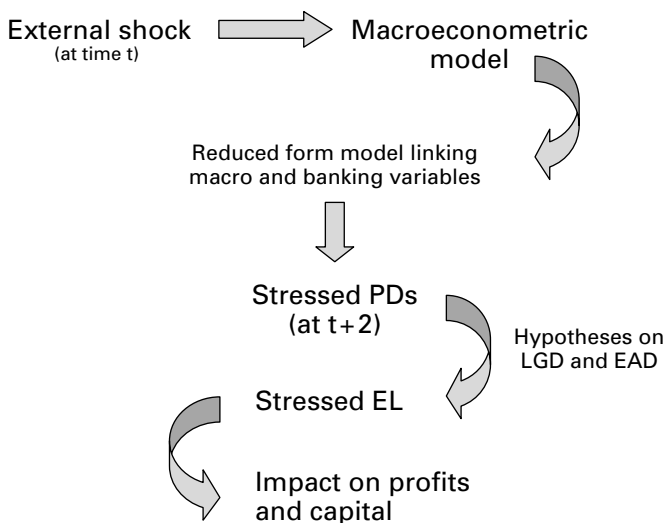 External shock
(at time t)
Macroeconometric
model
Reduced form model linking
macro and banking variables
Stressed PDs
(at t+2)
Hypotheses on
LGD and EAD
Stressed EL
Impact on profits
and capital